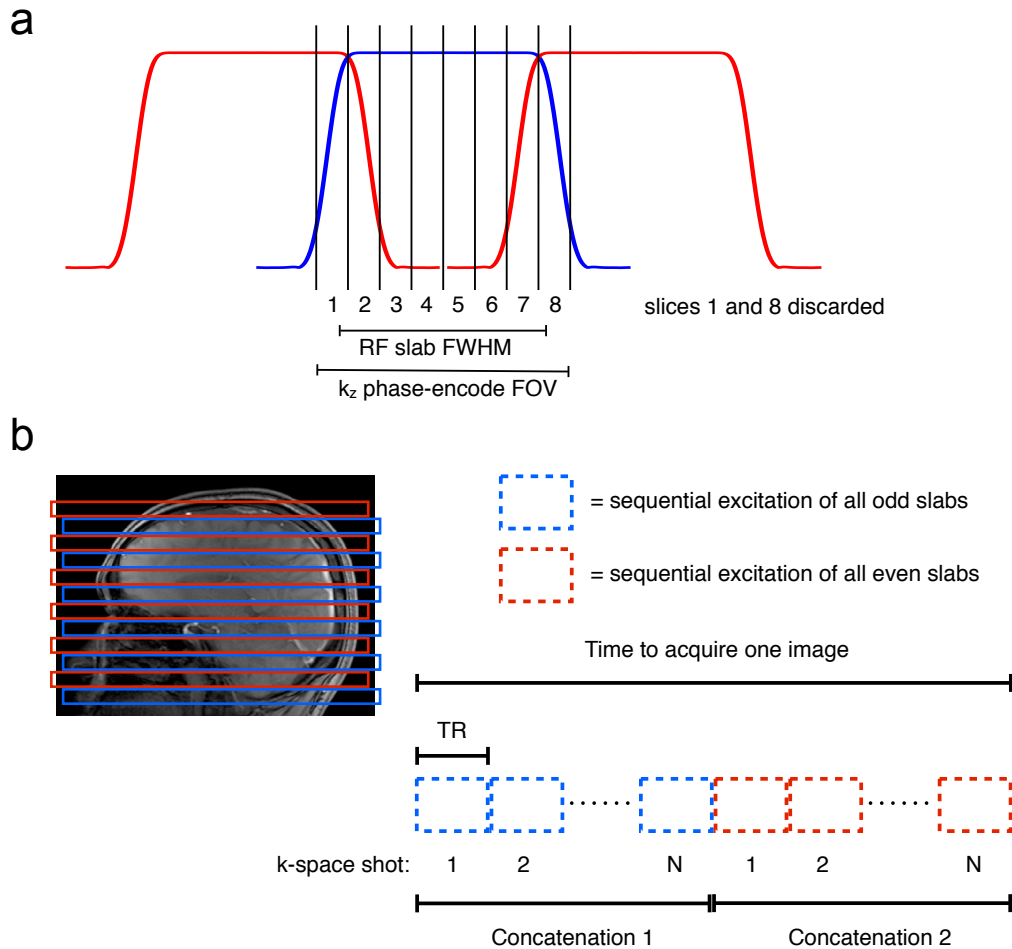 a
1 2 3 4 5 6 7 8
slices 1 and 8 discarded
RF slab FWHM
kz phase-encode FOV
b
= sequential excitation of all odd slabs
= sequential excitation of all even slabs
Time to acquire one image
TR
k-space shot: 1 2 N 1 2 N
Concatenation 1 Concatenation 2